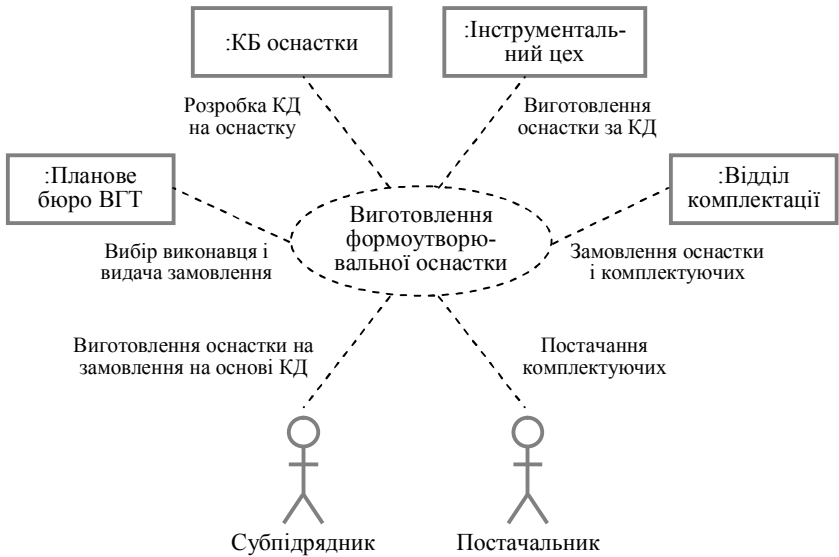 :КБ оснастки
:Інструменталь-
ний цех
Розробка КД
на оснастку
Виготовлення
оснастки за КД
:Планове
бюро ВГТ
:Відділ
комплектації
Виготовлення
формоутворю-
вальної оснастки
Вибір виконавця і
видача замовлення
Замовлення оснастки
і комплектуючих
Виготовлення оснастки на
замовлення на основі КД
Постачання
комплектуючих
Субпідрядник
Постачальник